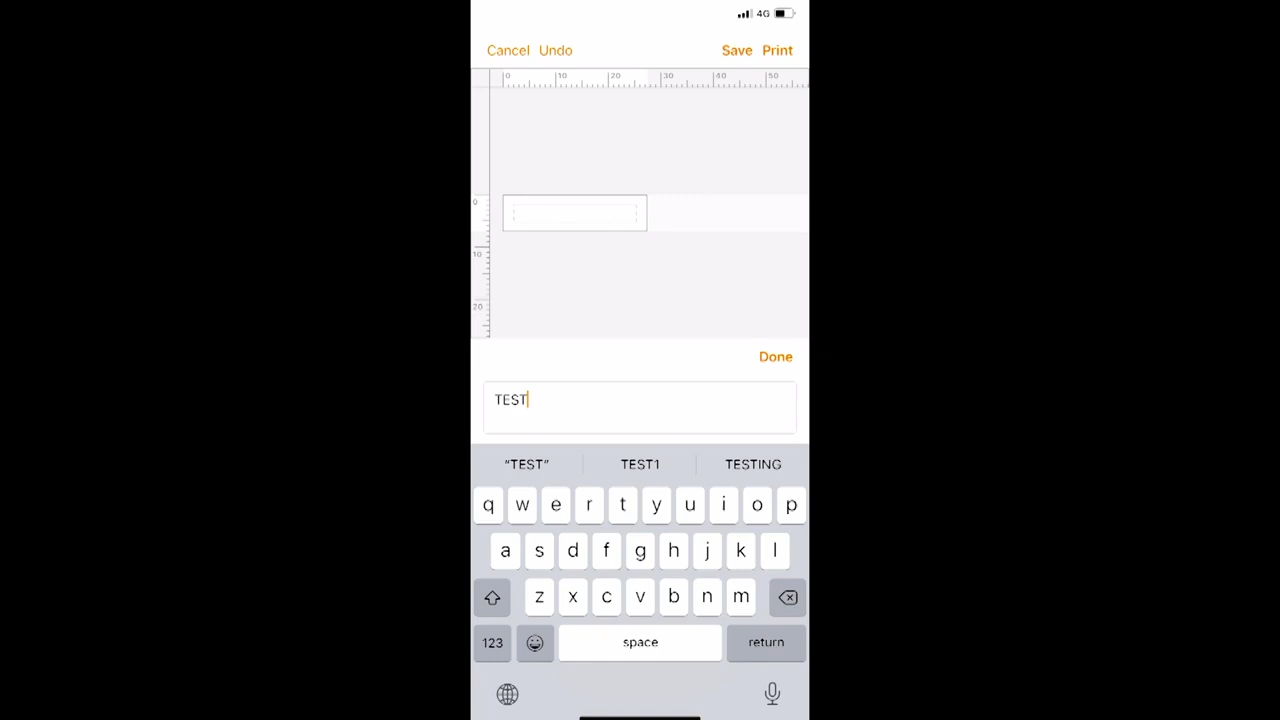 4G
Cancel Undo Save Print
0 10 20 30 40 50
0
10
20
Done
TEST
“TEST” TEST1 TESTING
q w e r t y u i o p
a s d f g h j k l
z x c v b n m
123 space return